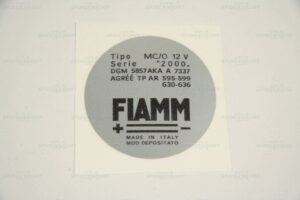 Tipo MC/O 12 V
Serie "2000„
DGM 5857AKA A 7337
AGRÉÉ TP AR 595-599
630-636
FIAMM
+ −
MADE IN ITALY
MOD DEPOSITATO